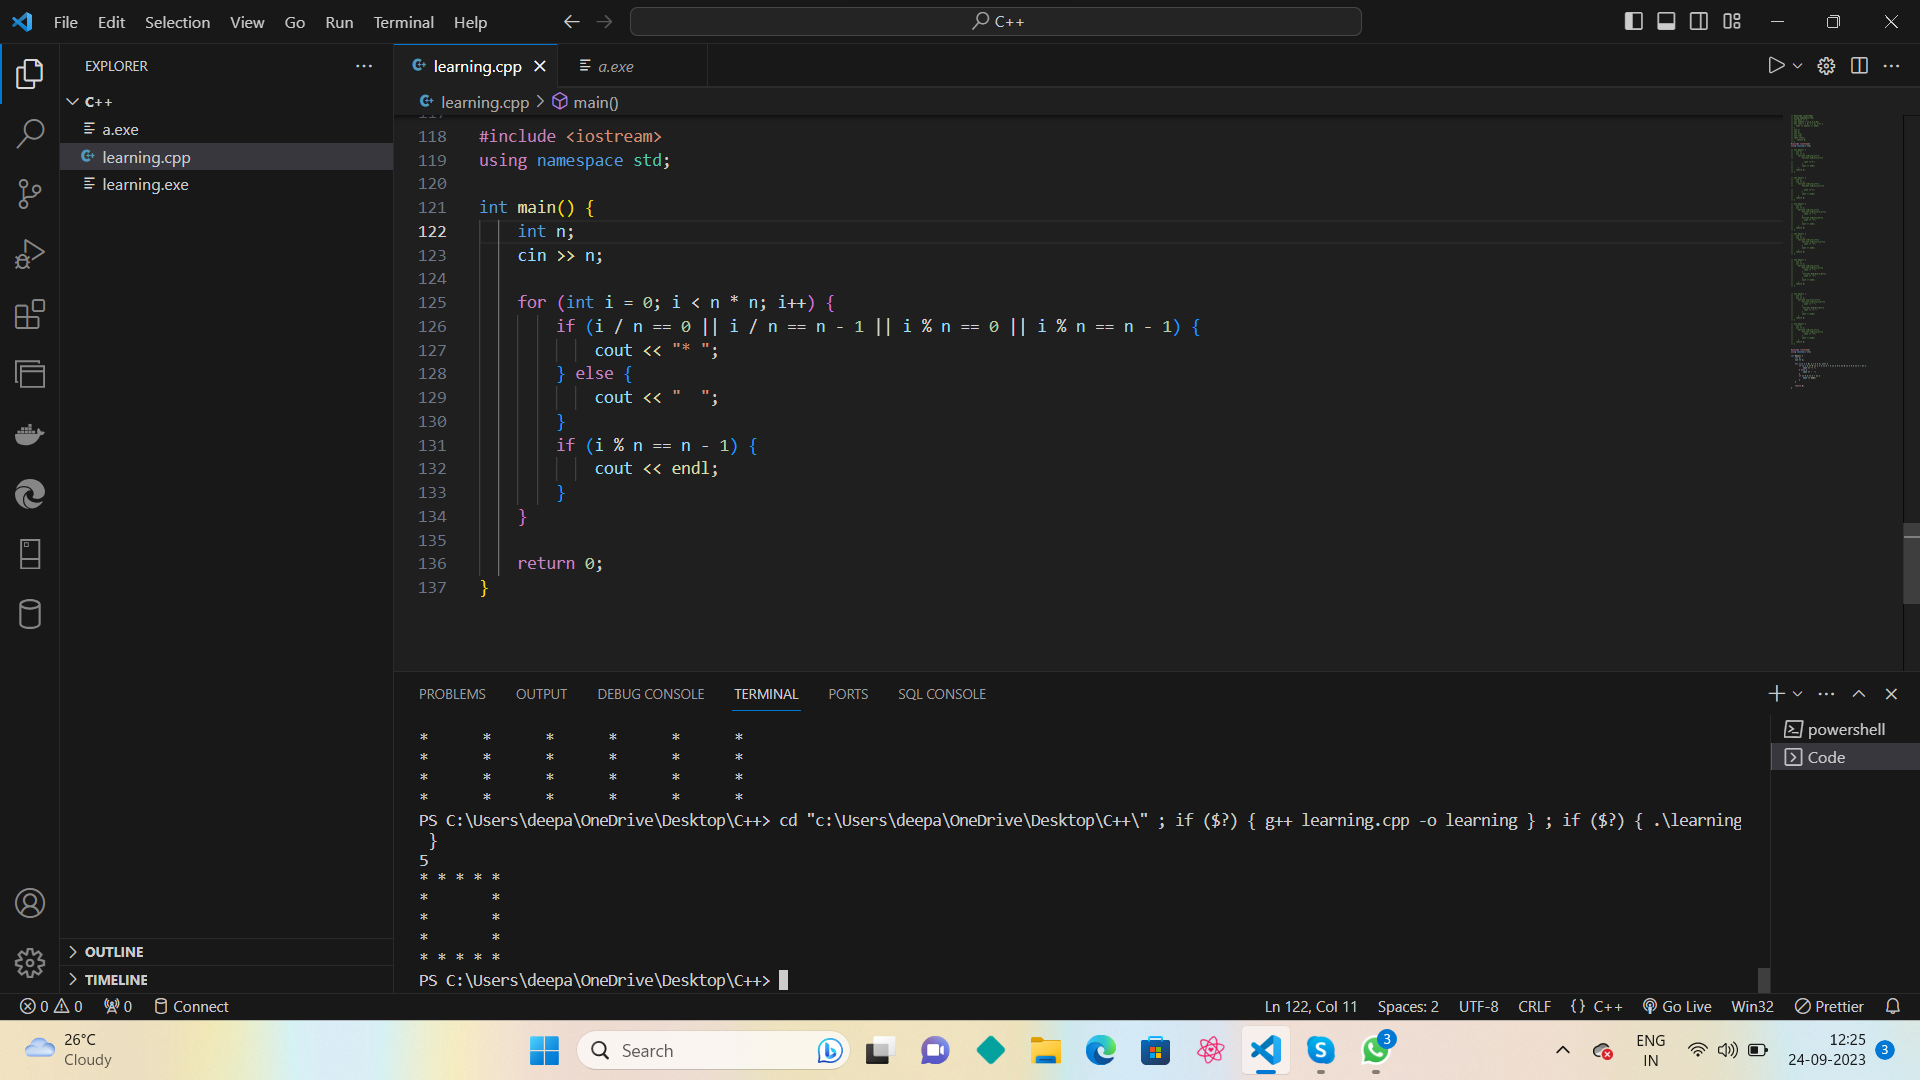 File Edit Selection View Go Run Terminal Help
C++
EXPLORER
C++
a.exe
learning.cpp
learning.exe
OUTLINE
TIMELINE
learning.cpp
a.exe
learning.cpp > main()
118 #include <iostream>
119 using namespace std;
120
121 int main() {
122 int n;
123 cin >> n;
124
125 for (int i = 0; i < n * n; i++) {
126 if (i / n == 0 || i / n == n - 1 || i % n == 0 || i % n == n - 1) {
127 cout << "* ";
128 } else {
129 cout << "  ";
130 }
131 if (i % n == n - 1) {
132 cout << endl;
133 }
134 }
135
136 return 0;
137 }
PROBLEMS OUTPUT DEBUG CONSOLE TERMINAL PORTS SQL CONSOLE
powershell
Code
*      *      *      *      *      *
*      *      *      *      *      *
*      *      *      *      *      *
*      *      *      *      *      *
PS C:\Users\deepa\OneDrive\Desktop\C++> cd "c:\Users\deepa\OneDrive\Desktop\C++\" ; if ($?) { g++ learning.cpp -o learning } ; if ($?) { .\learning
 }
5
* * * * *
*       *
*       *
*       *
* * * * *
PS C:\Users\deepa\OneDrive\Desktop\C++>
0 0 0 Connect Ln 122, Col 11 Spaces: 2 UTF-8 CRLF {} C++ Go Live Win32 Prettier
26°C
Cloudy
Search
3
ENG
IN
12:25
24-09-2023
3